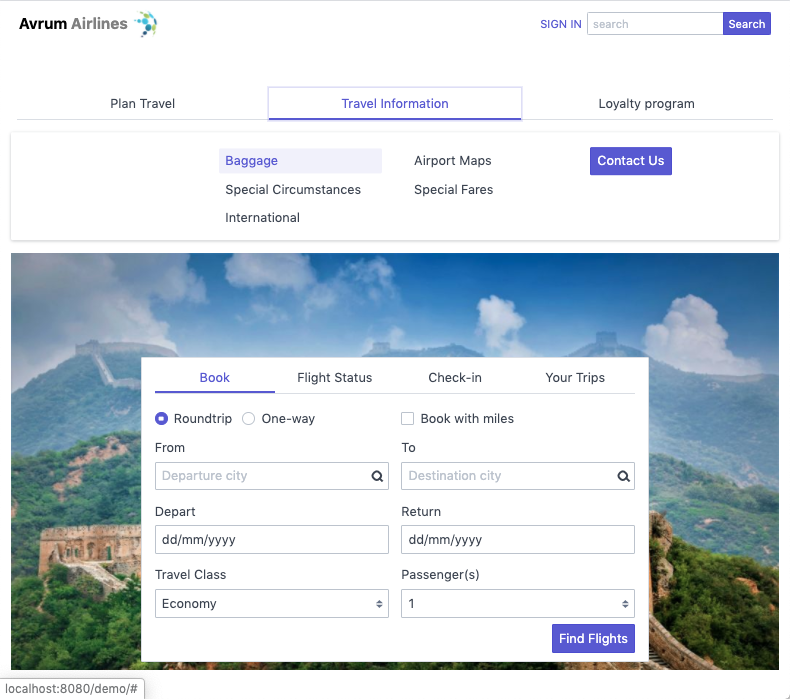 Avrum Airlines
SIGN IN search Search
Plan Travel Travel Information Loyalty program
Baggage Airport Maps Contact Us
Special Circumstances Special Fares
International
Book Flight Status Check-in Your Trips
Roundtrip One-way Book with miles
From To
Departure city Destination city
Depart Return
dd/mm/yyyy dd/mm/yyyy
Travel Class Passenger(s)
Economy 1
Find Flights
localhost:8080/demo/#